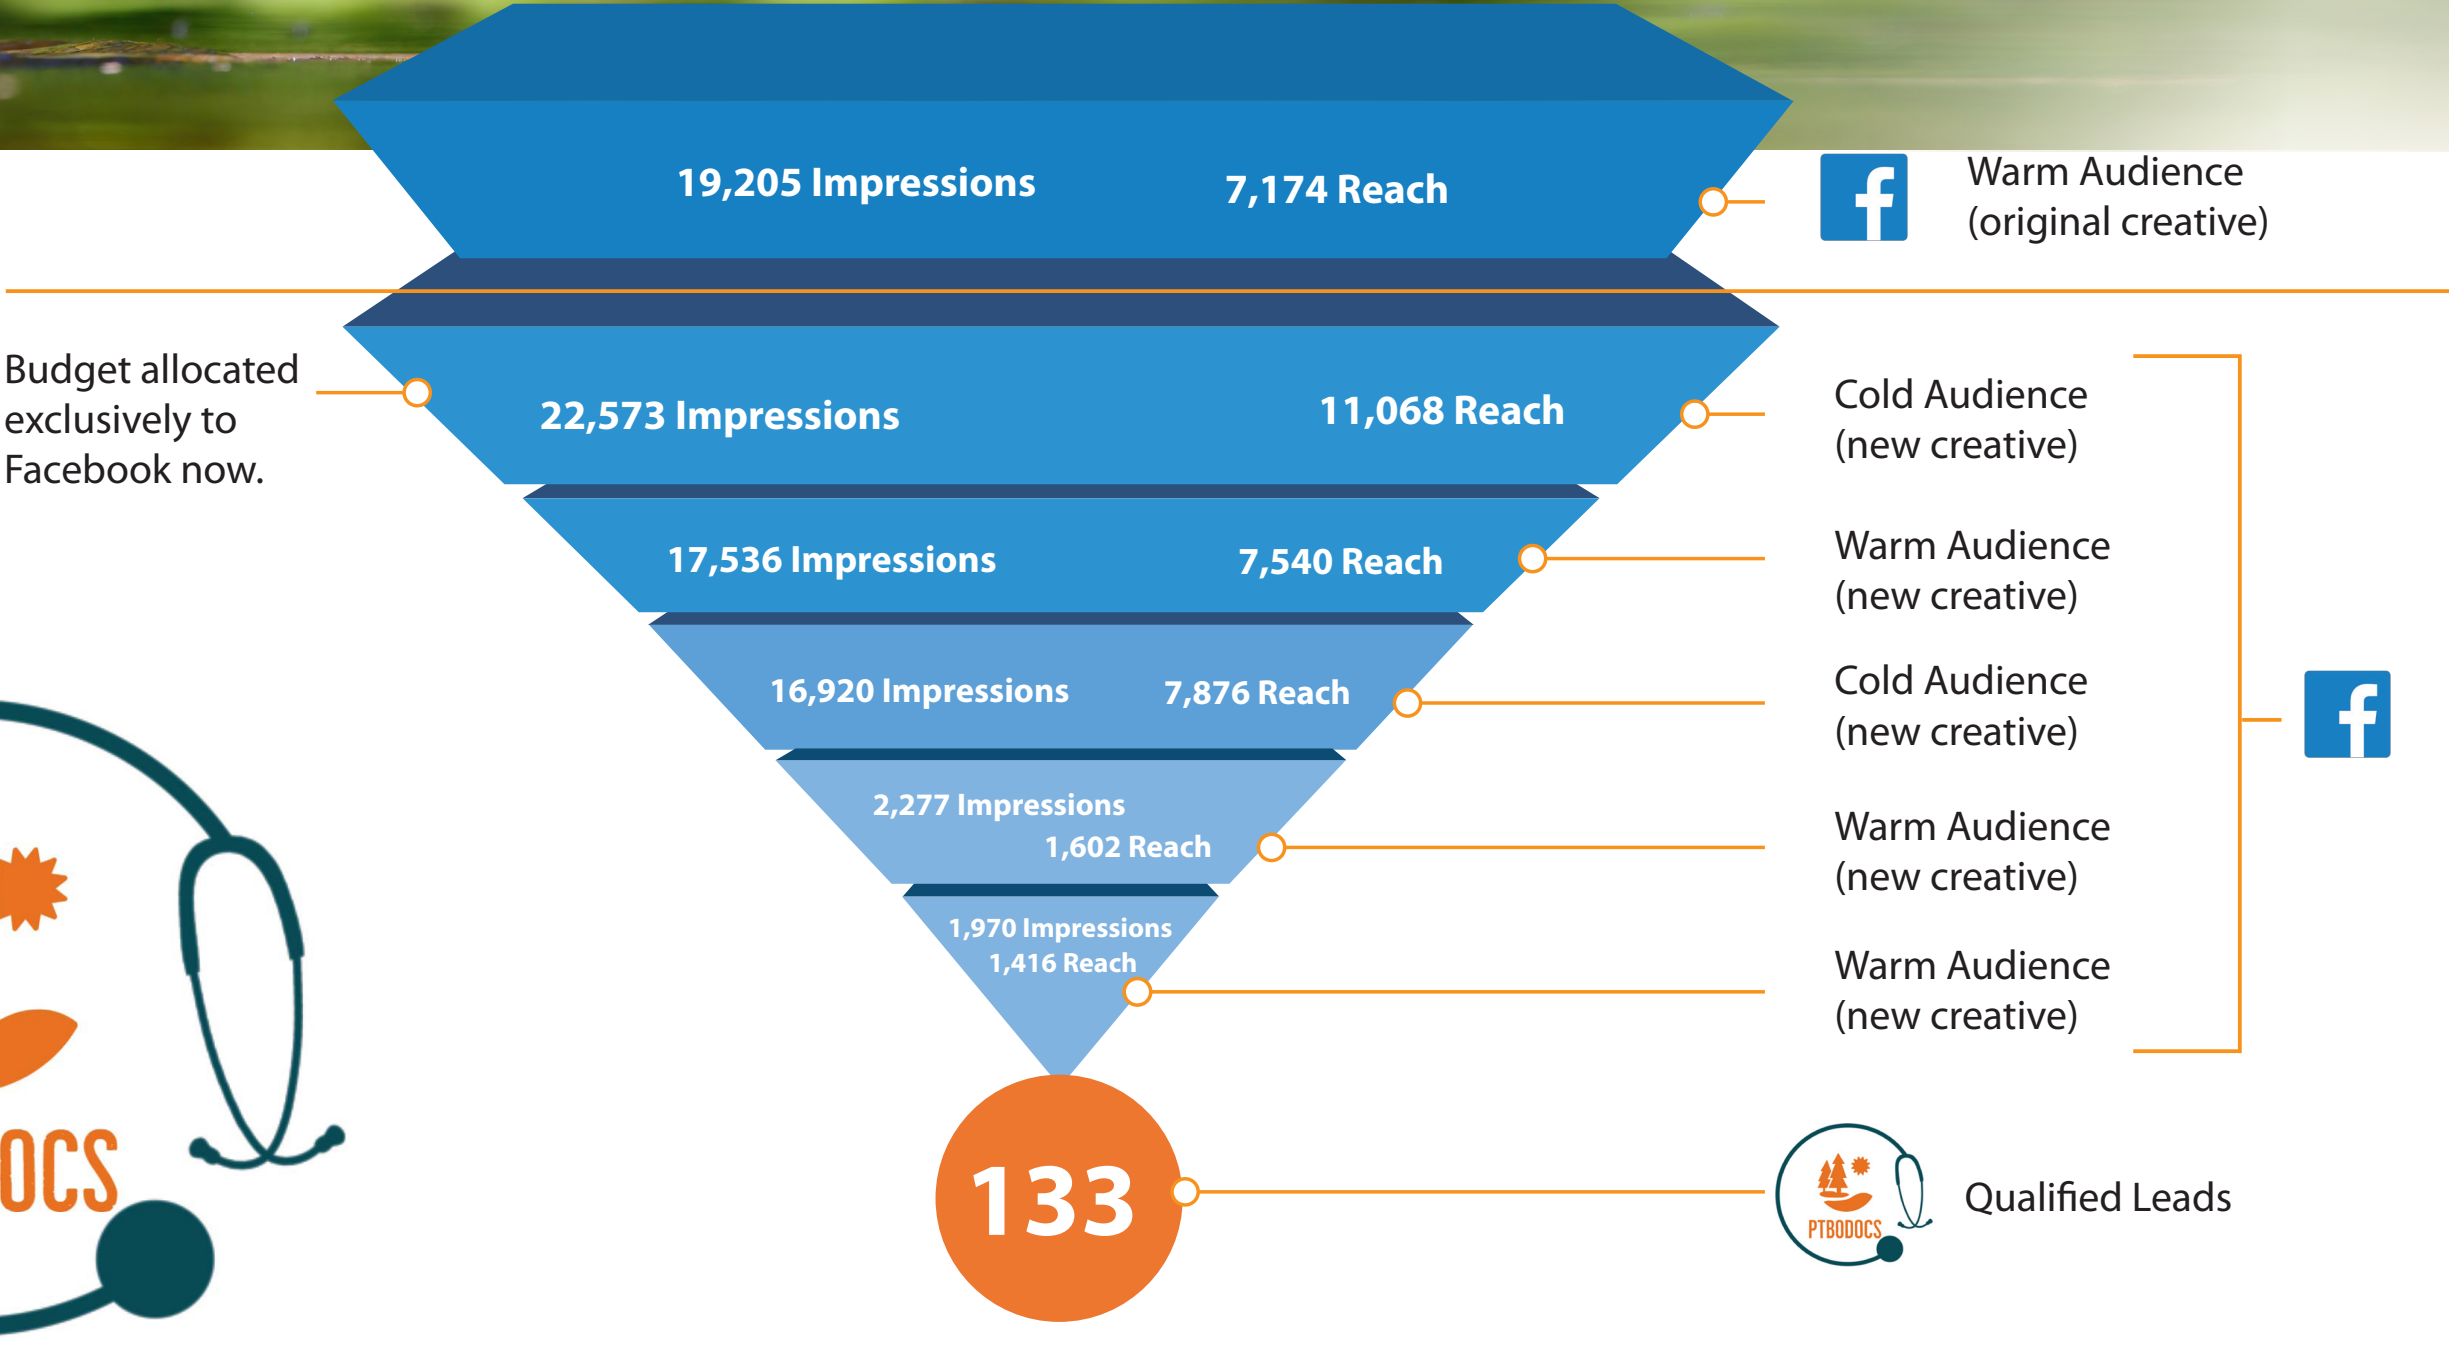 19,205 Impressions
7,174 Reach
Warm Audience
(original creative)
Budget allocated
exclusively to
Facebook now.
22,573 Impressions
11,068 Reach
Cold Audience
(new creative)
17,536 Impressions
7,540 Reach
Warm Audience
(new creative)
16,920 Impressions
7,876 Reach
Cold Audience
(new creative)
2,277 Impressions
1,602 Reach
Warm Audience
(new creative)
1,970 Impressions
1,416 Reach
Warm Audience
(new creative)
OCS
133
PTBODOCS
Qualified Leads